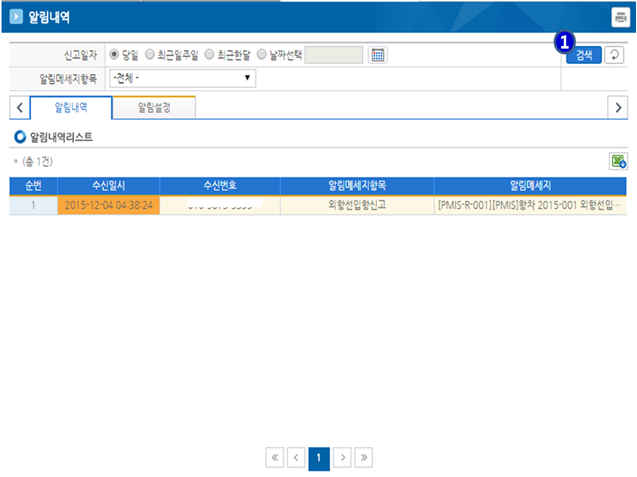 알림내역
신고일자 당일 최근일주일 최근한달 날짜선택 1 검색
알림메세지항목 -전체 -
알림내역 알림설정
알림내역리스트
(총 1건)
순번 수신일시 수신번호 알림메세지항목 알림메세지
1 2015-12-04 04:38:24 외항선입항신고 [PMIS-R-001][PMIS]항차 2015-001 외항선입…
1